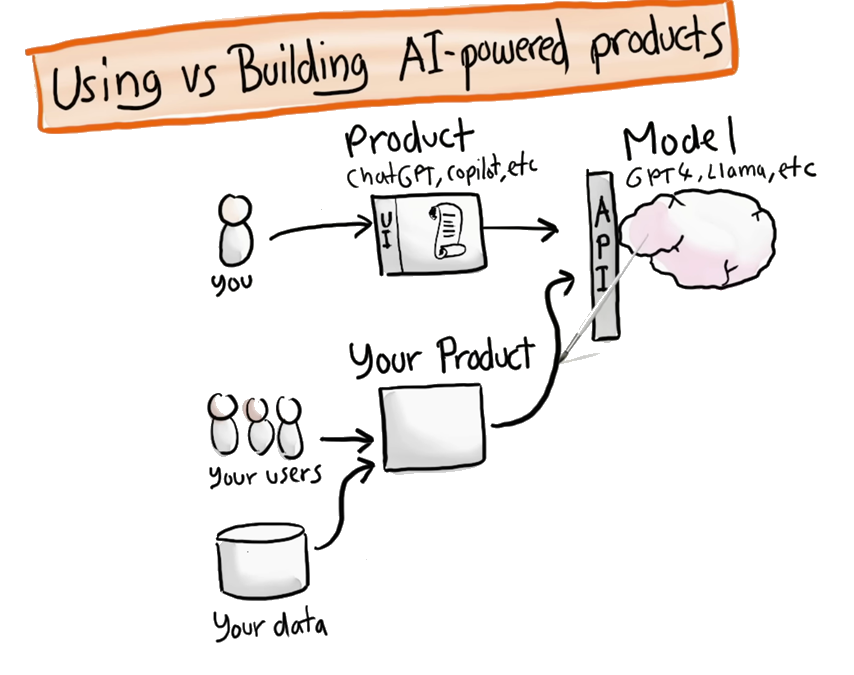 Using vs Building AI-powered products
Product
ChatGPT, copilot, etc
Model
GPT4, Llama, etc
UI
API
you
Your Product
your users
Your data